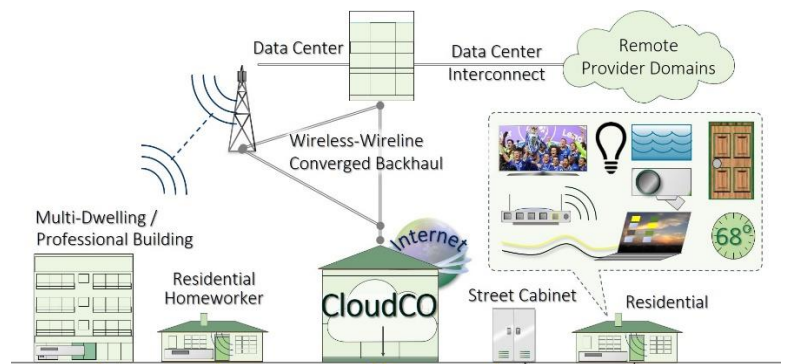 Data Center
Data Center
Interconnect
Remote
Provider Domains
Wireless-Wireline
Converged Backhaul
Multi-Dwelling /
Professional Building
Residential
Homeworker
Internet
CloudCO
Street Cabinet
Residential
68°